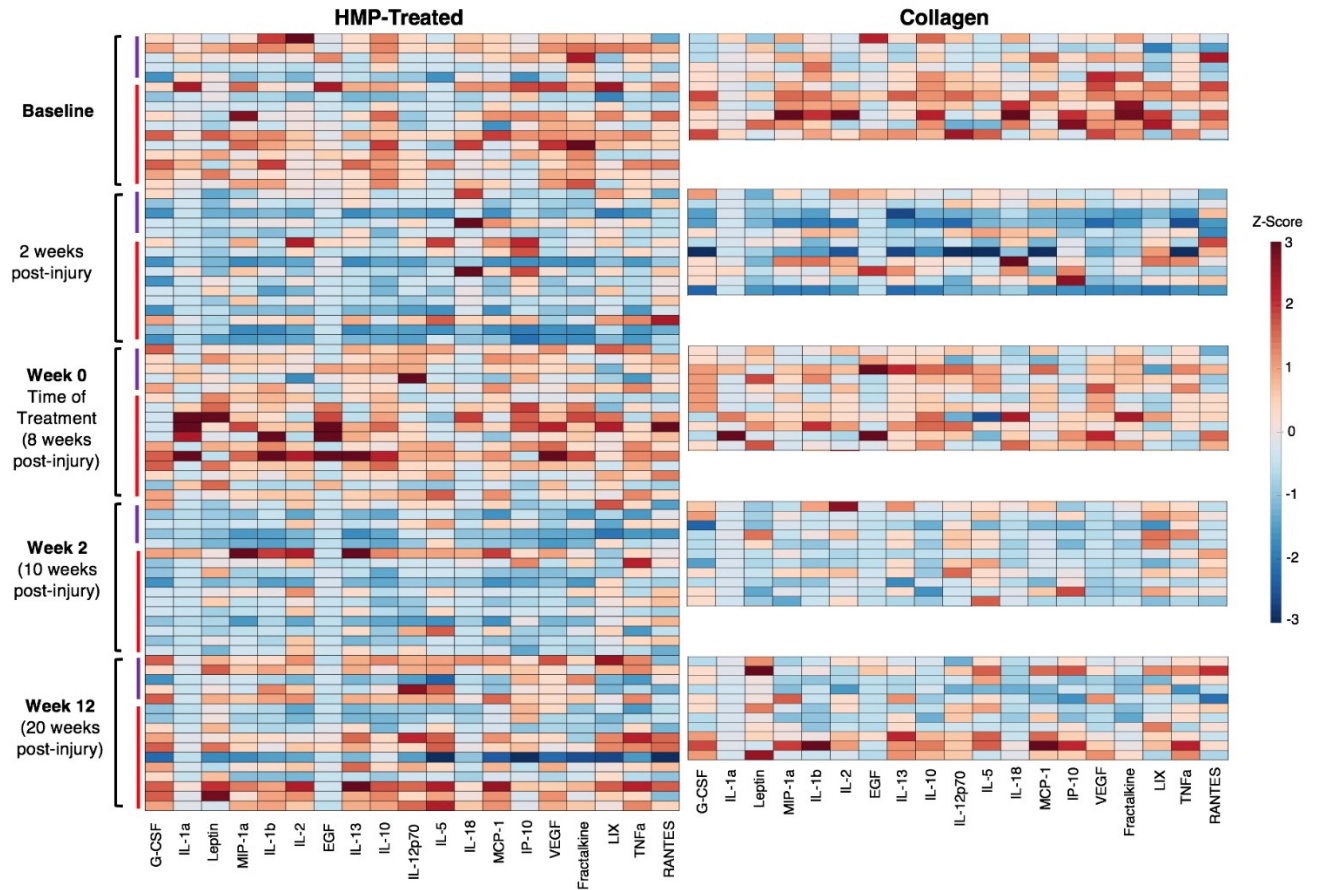 HMP-Treated
Collagen
Baseline
2 weeks
post-injury
Week 0
Time of
Treatment
(8 weeks
post-injury)
Week 2
(10 weeks
post-injury)
Week 12
(20 weeks
post-injury)
Z-Score
3
2
1
0
-1
-2
-3
G-CSF
IL-1a
Leptin
MIP-1a
IL-1b
IL-2
EGF
IL-13
IL-10
IL-12p70
IL-5
IL-18
MCP-1
IP-10
VEGF
Fractalkine
LIX
TNFa
RANTES
G-CSF
IL-1a
Leptin
MIP-1a
IL-1b
IL-2
EGF
IL-13
IL-10
IL-12p70
IL-5
IL-18
MCP-1
IP-10
VEGF
Fractalkine
LIX
TNFa
RANTES